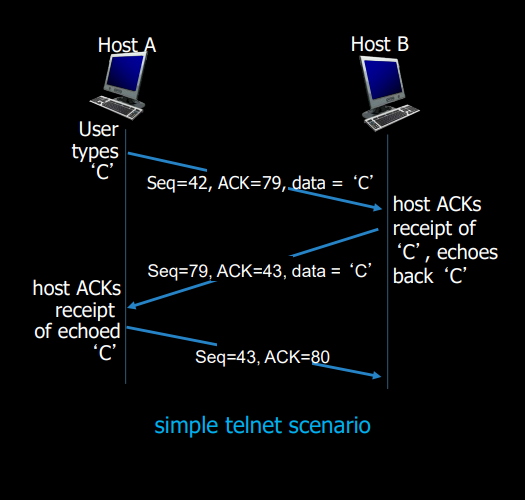 Host A
Host B
User
types
‘C’
Seq=42, ACK=79, data = ‘C’
host ACKs
receipt of
‘C’, echoes
back ‘C’
Seq=79, ACK=43, data = ‘C’
host ACKs
receipt
of echoed
‘C’
Seq=43, ACK=80
simple telnet scenario